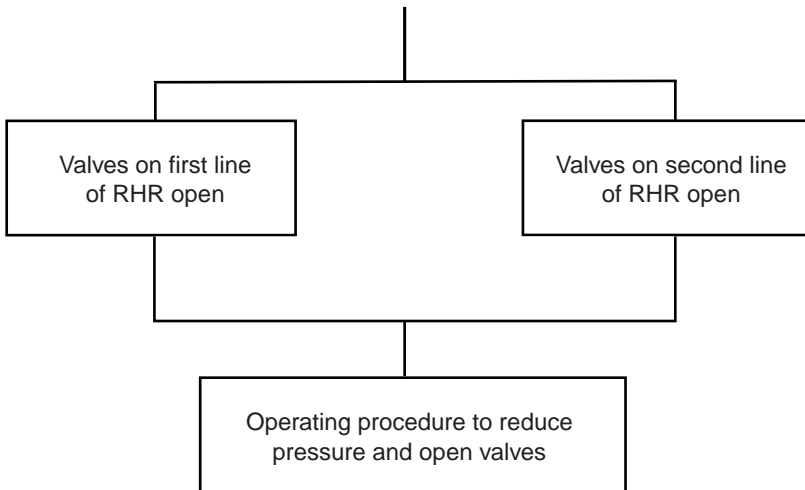 Valves on first line
of RHR open
Valves on second line
of RHR open
Operating procedure to reduce
pressure and open valves